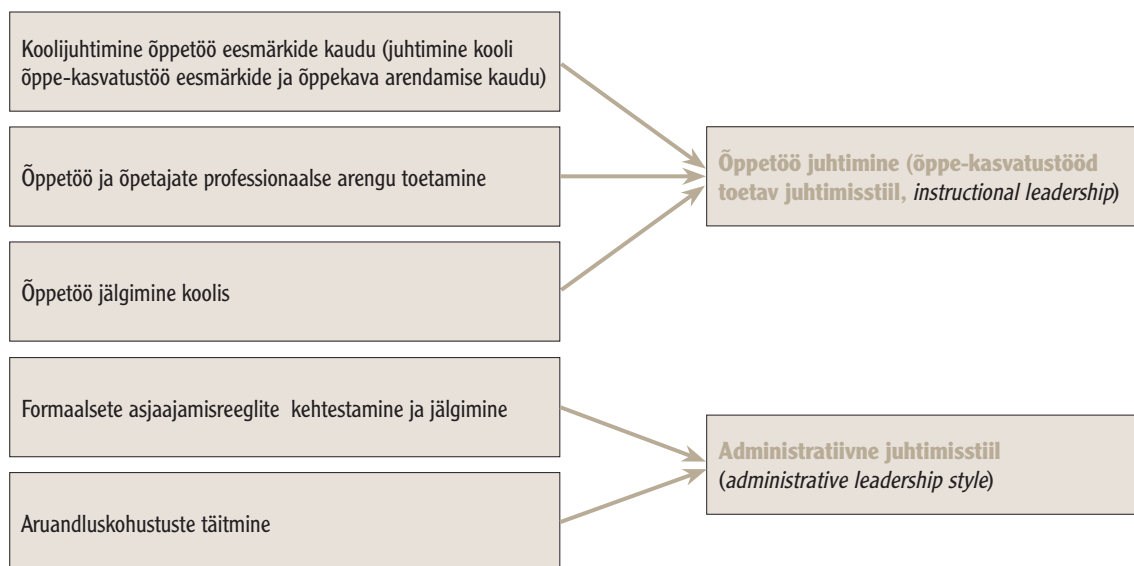 Koolijuhtimine õppetöö eesmärkide kaudu (juhtimine kooli
õppe-kasvatustöö eesmärkide ja õppekava arendamise kaudu)
Õppetöö ja õpetajate professionaalse arengu toetamine
Õppetöö jälgimine koolis
Formaalsete asjaajamisreeglite kehtestamine ja jälgimine
Aruandluskohustuste täitmine
Õppetöö juhtimine (õppe-kasvatustööd
toetav juhtimisstiil, instructional leadership)
Administratiivne juhtimisstiil
(administrative leadership style)